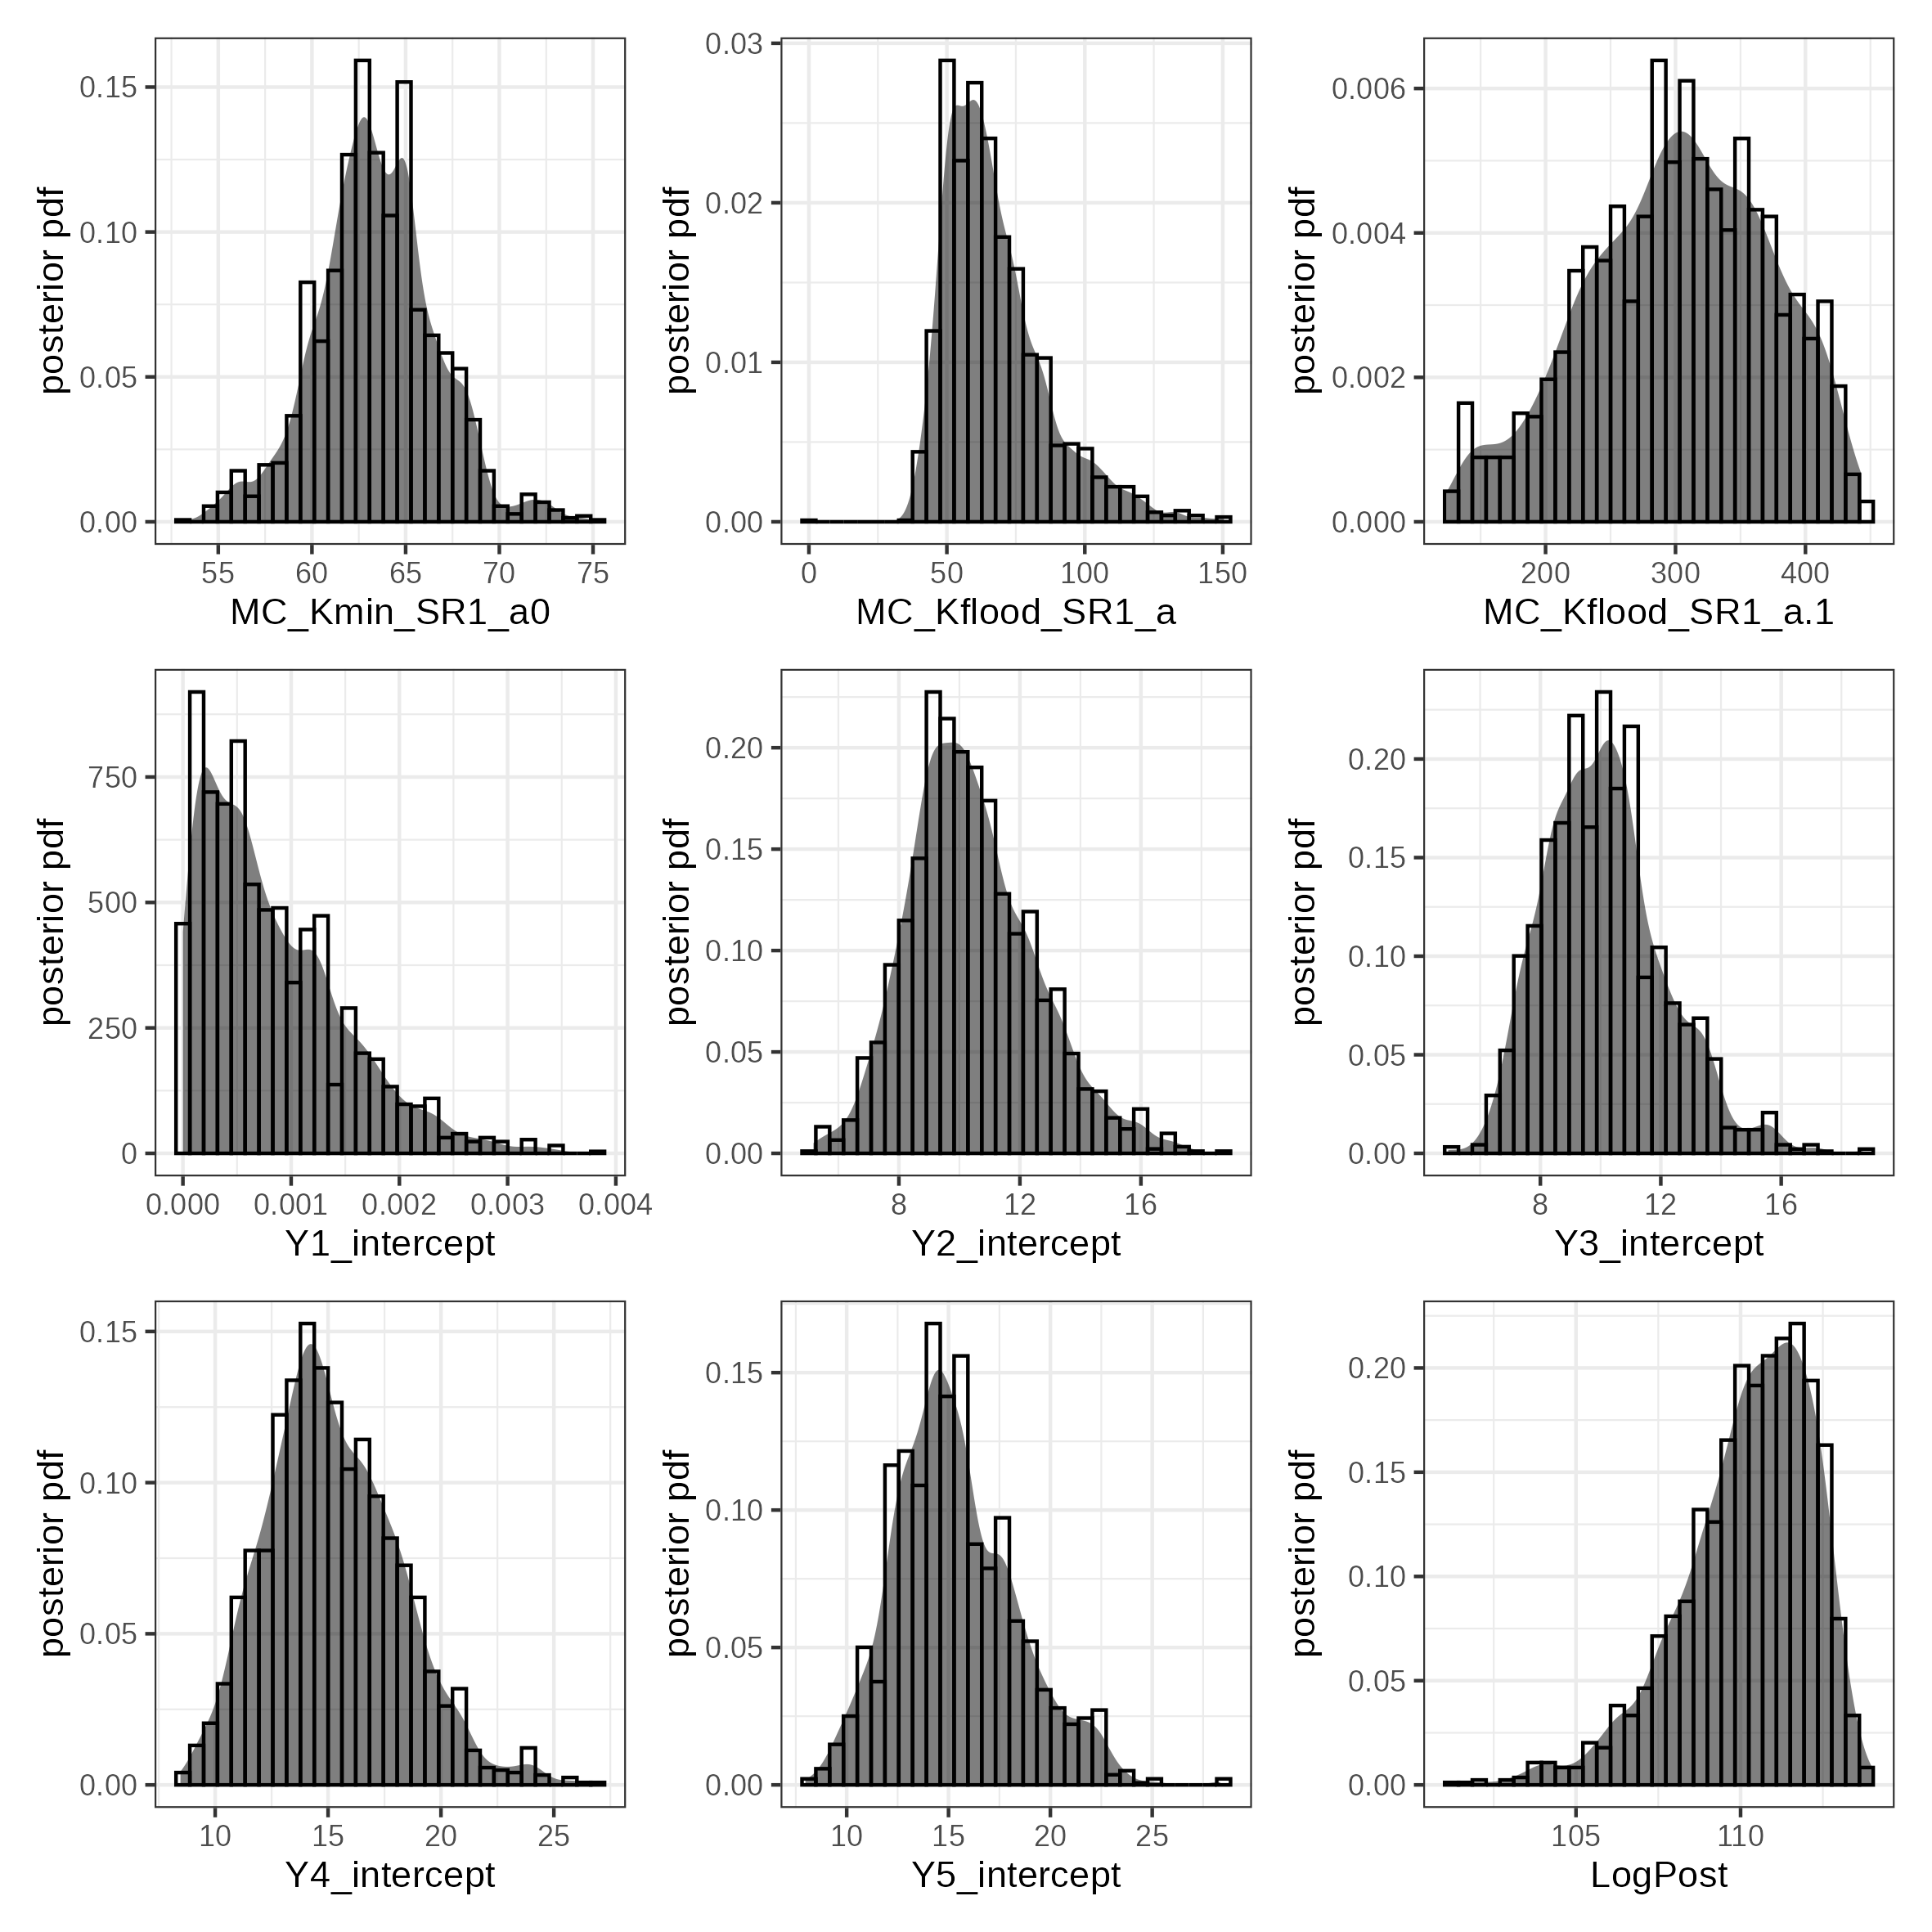 posterior pdf
0.15
0.10
0.05
0.00
55 60 65 70 75
MC_Kmin_SR1_a0
posterior pdf
0.03
0.02
0.01
0.00
0 50 100 150
MC_Kflood_SR1_a
posterior pdf
0.006
0.004
0.002
0.000
200 300 400
MC_Kflood_SR1_a.1
posterior pdf
750
500
250
0
0.000 0.001 0.002 0.003 0.004
Y1_intercept
posterior pdf
0.20
0.15
0.10
0.05
0.00
8 12 16
Y2_intercept
posterior pdf
0.20
0.15
0.10
0.05
0.00
8 12 16
Y3_intercept
posterior pdf
0.15
0.10
0.05
0.00
10 15 20 25
Y4_intercept
posterior pdf
0.15
0.10
0.05
0.00
10 15 20 25
Y5_intercept
posterior pdf
0.20
0.15
0.10
0.05
0.00
105 110
LogPost